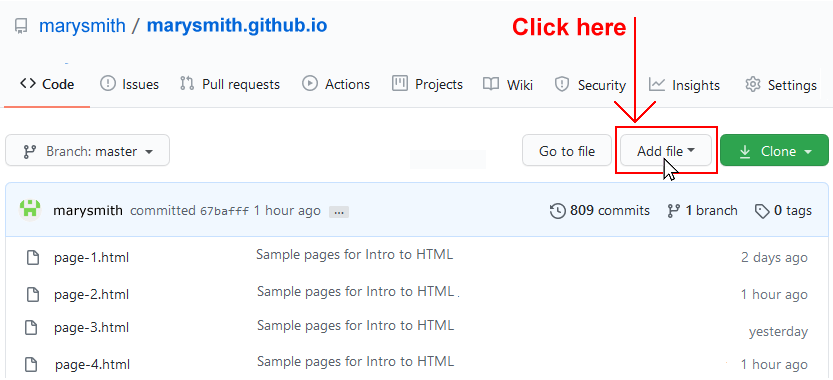 marysmith / marysmith.github.io
Click here
Code Issues Pull requests Actions Projects Wiki Security Insights Settings
Branch: master Go to file Add file Clone
marysmith committed 67bafff 1 hour ago ... 809 commits 1 branch 0 tags
page-1.html Sample pages for Intro to HTML 2 days ago
page-2.html Sample pages for Intro to HTML . 1 hour ago
page-3.html Sample pages for Intro to HTML yesterday
page-4.html Sample pages for Intro to HTML 1 hour ago